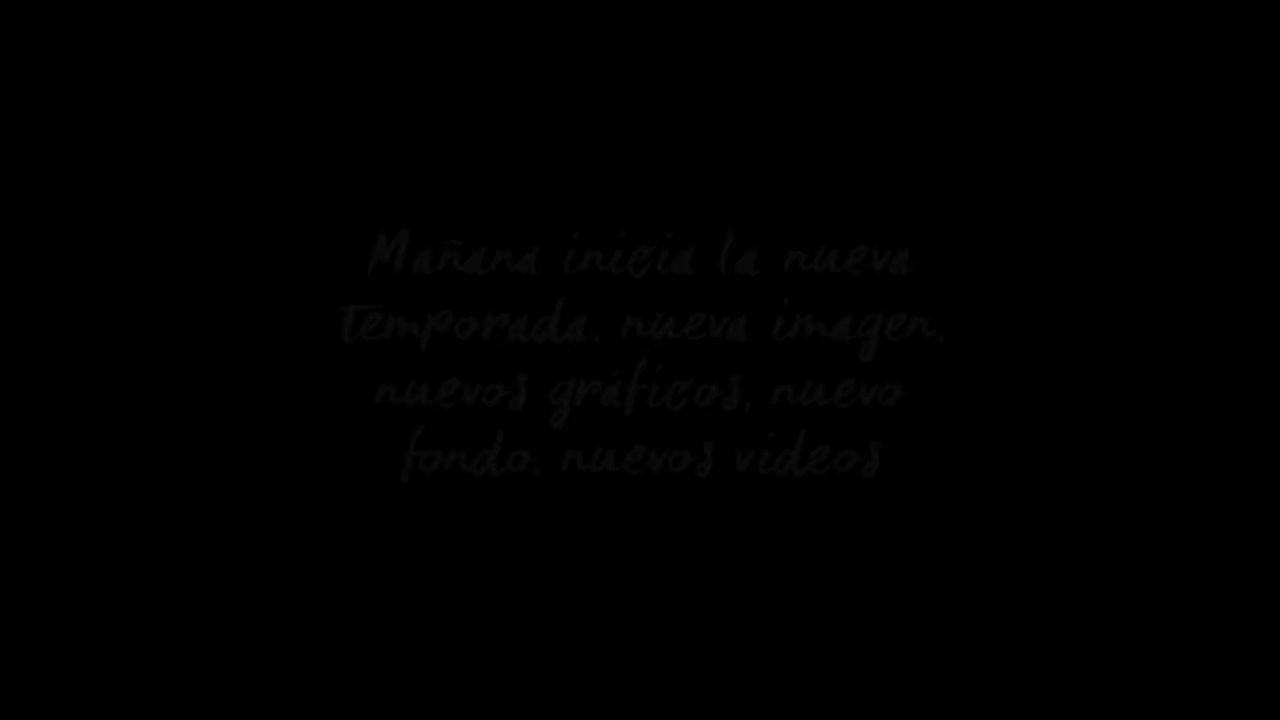 Mañana inicia la nueva
temporada, nueva imagen,
nuevos gráficos, nuevo
fondo, nuevos videos